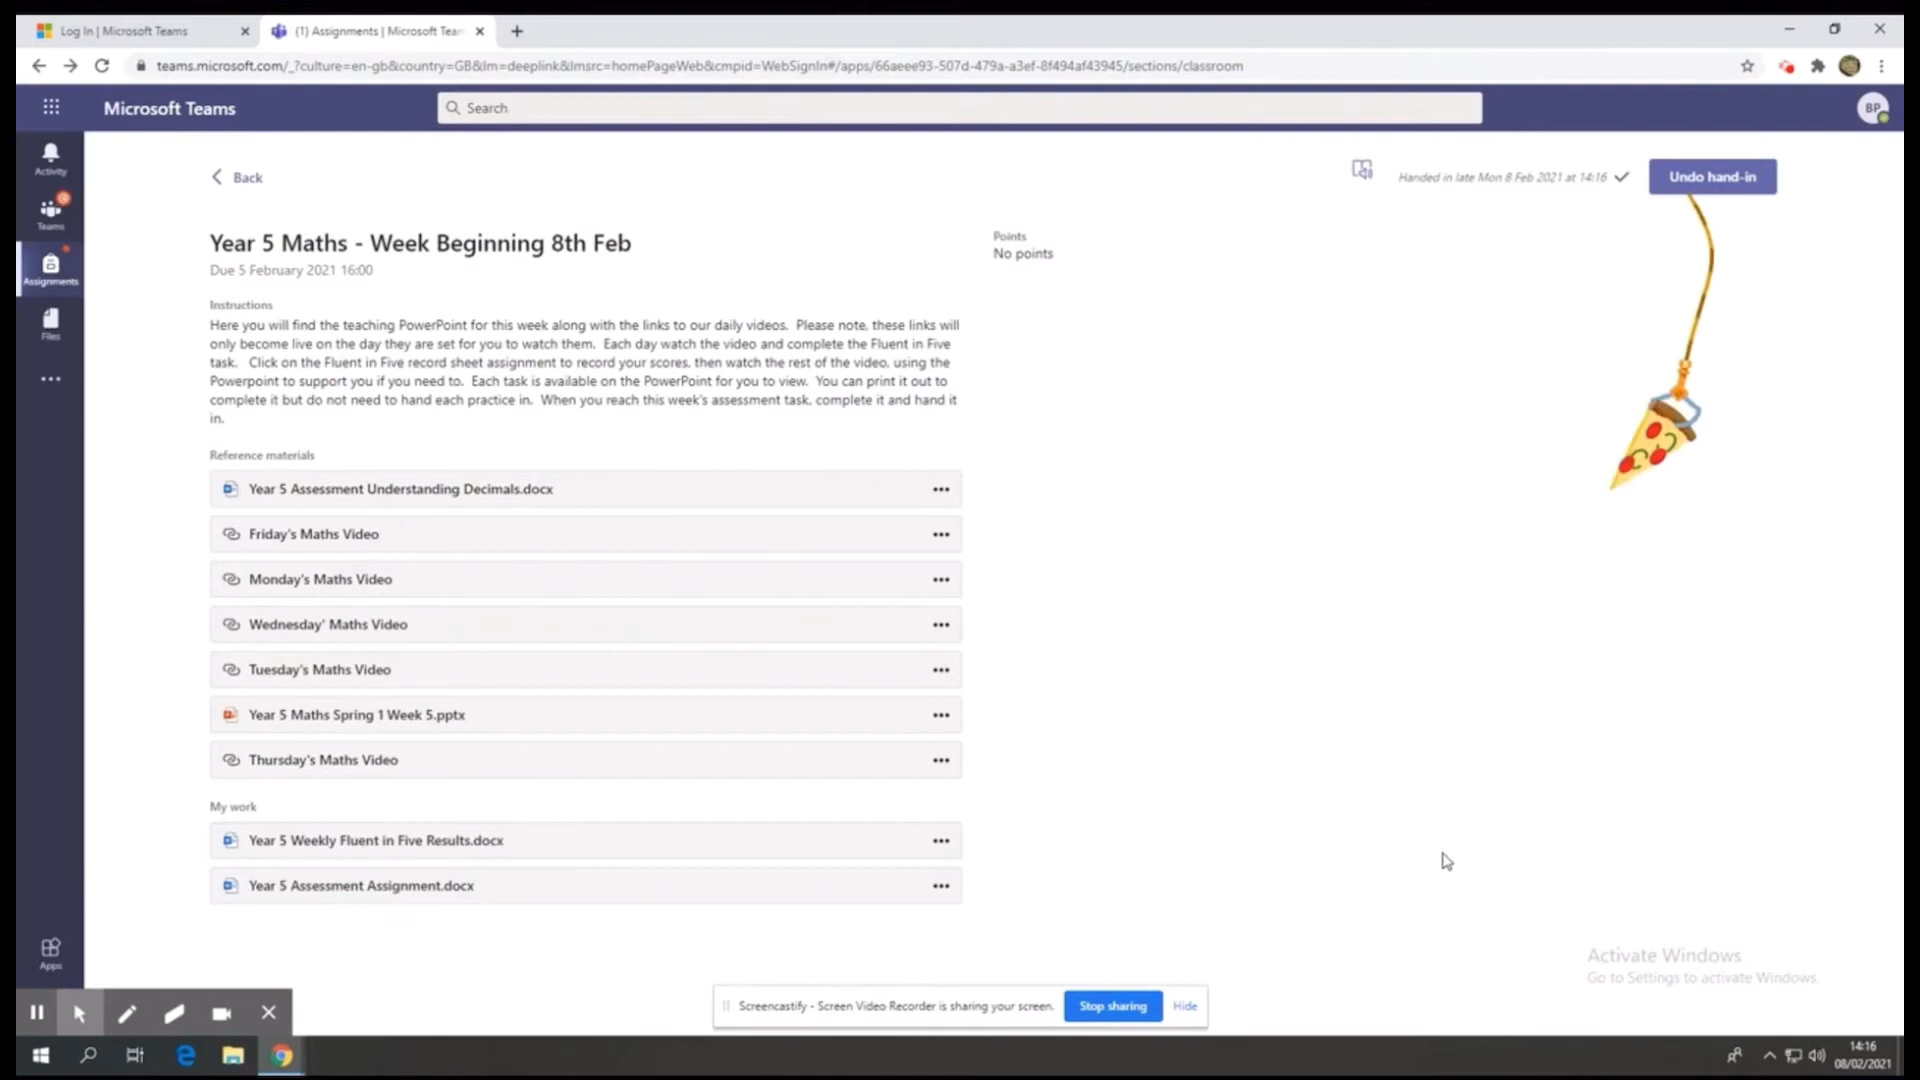 Log In | Microsoft Teams
(1) Assignments | Microsoft Team
teams.microsoft.com/_?culture=en-gb&country=GB&lm=deeplink&lmsrc=homePageWeb&cmpid=WebSignIn#/apps/66aeee93-507d-479a-a3ef-8f494af43945/sections/classroom
Microsoft Teams
Search
BP
Activity
Teams
Assignments
Files
Apps
Back
Handed in late Mon 8 Feb 2021 at 14:16
Undo hand-in
Year 5 Maths - Week Beginning 8th Feb
Due 5 February 2021 16:00
Points
No points
Instructions
Here you will find the teaching PowerPoint for this week along with the links to our daily videos. Please note, these links will
only become live on the day they are set for you to watch them. Each day watch the video and complete the Fluent in Five
task. Click on the Fluent in Five record sheet assignment to record your scores, then watch the rest of the video, using the
Powerpoint to support you if you need to. Each task is available on the PowerPoint for you to view. You can print it out to
complete it but do not need to hand each practice in. When you reach this week's assessment task, complete it and hand it
in.
Reference materials
Year 5 Assessment Understanding Decimals.docx
Friday's Maths Video
Monday's Maths Video
Wednesday' Maths Video
Tuesday's Maths Video
Year 5 Maths Spring 1 Week 5.pptx
Thursday's Maths Video
My work
Year 5 Weekly Fluent in Five Results.docx
Year 5 Assessment Assignment.docx
Activate Windows
Go to Settings to activate Windows.
Screencastify - Screen Video Recorder is sharing your screen.
Stop sharing
Hide
14:16
08/02/2021